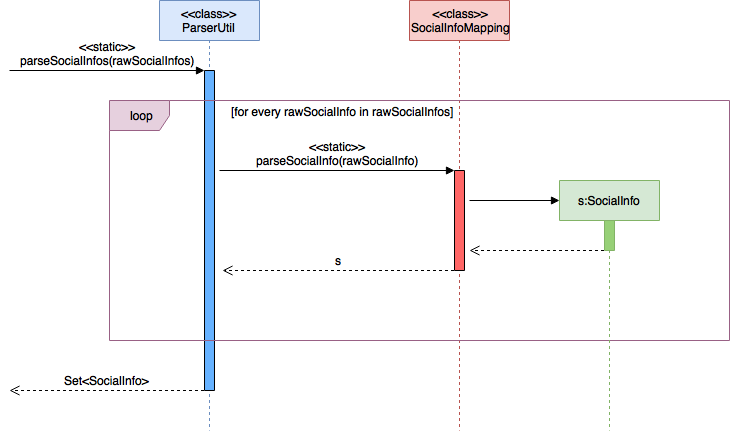 <<class>>
ParserUtil
<<class>>
SocialInfoMapping
<<static>>
parseSocialInfos(rawSocialInfos)
loop
[for every rawSocialInfo in rawSocialInfos]
<<static>>
parseSocialInfo(rawSocialInfo)
s:SocialInfo
s
Set<SocialInfo>